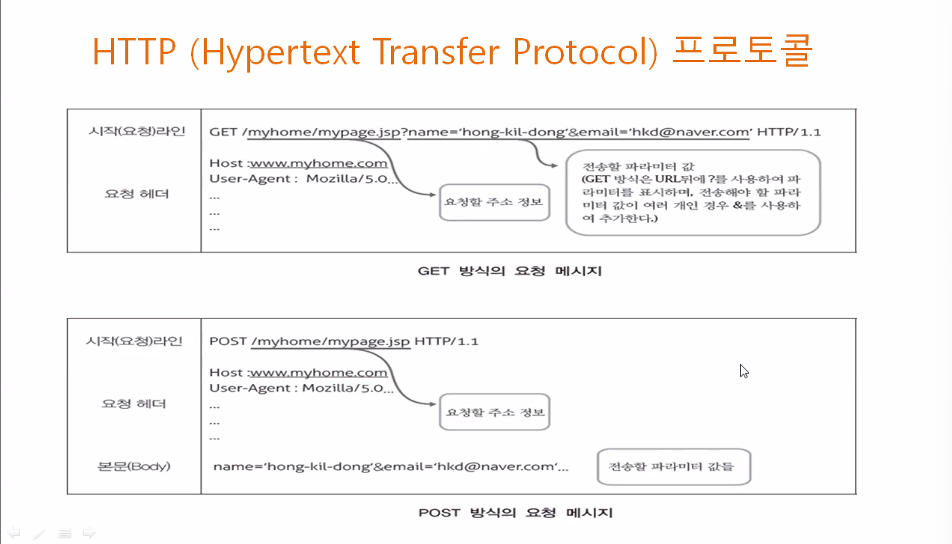 HTTP (Hypertext Transfer Protocol) 프로토콜
시작(요청)라인
GET /myhome/mypage.jsp?name='hong-kil-dong'&email='hkd@naver.com' HTTP/1.1
요청 헤더
Host :www.myhome.com
User-Agent : Mozilla/5.0...
...
...
...
요청할 주소 정보
전송할 파라미터 값
(GET 방식은 URL뒤에 ?를 사용하여 파
라미터를 표시하며, 전송해야 할 파라
미터 값이 여러 개인 경우 &를 사용하
여 추가한다.)
GET 방식의 요청 메시지
시작(요청)라인
POST /myhome/mypage.jsp HTTP/1.1
요청 헤더
Host :www.myhome.com
User-Agent : Mozilla/5.0...
...
...
...
요청할 주소 정보
본문(Body)
name='hong-kil-dong'&email='hkd@naver.com'...
전송할 파라미터 값들
POST 방식의 요청 메시지